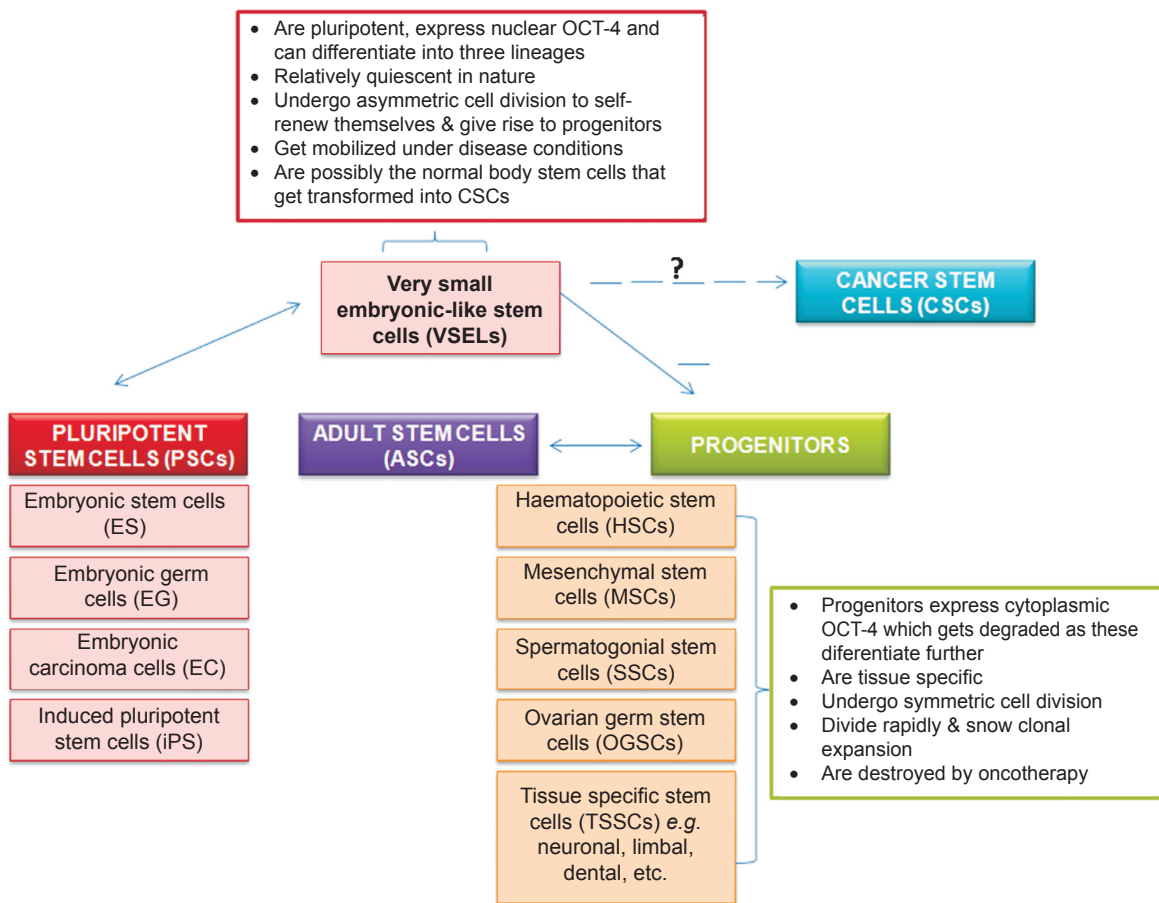 • Are pluripotent, express nuclear OCT-4 and
can differentiate into three lineages
• Relatively quiescent in nature
• Undergo asymmetric cell division to self-
renew themselves & give rise to progenitors
• Get mobilized under disease conditions
• Are possibly the normal body stem cells that
get transformed into CSCs
Very small
embryonic-like stem
cells (VSELs)
?
CANCER STEM
CELLS (CSCs)
PLURIPOTENT
STEM CELLS (PSCs)
Embryonic stem cells
(ES)
Embryonic germ
cells (EG)
Embryonic
carcinoma cells (EC)
Induced pluripotent
stem cells (iPS)
ADULT STEM CELLS
(ASCs)
PROGENITORS
Haematopoietic stem
cells (HSCs)
Mesenchymal stem
cells (MSCs)
Spermatogonial stem
cells (SSCs)
Ovarian germ stem
cells (OGSCs)
Tissue specific stem
cells (TSSCs) e.g.
neuronal, limbal,
dental, etc.
• Progenitors express cytoplasmic
OCT-4 which gets degraded as these
diferentiate further
• Are tissue specific
• Undergo symmetric cell division
• Divide rapidly & snow clonal
expansion
• Are destroyed by oncotherapy